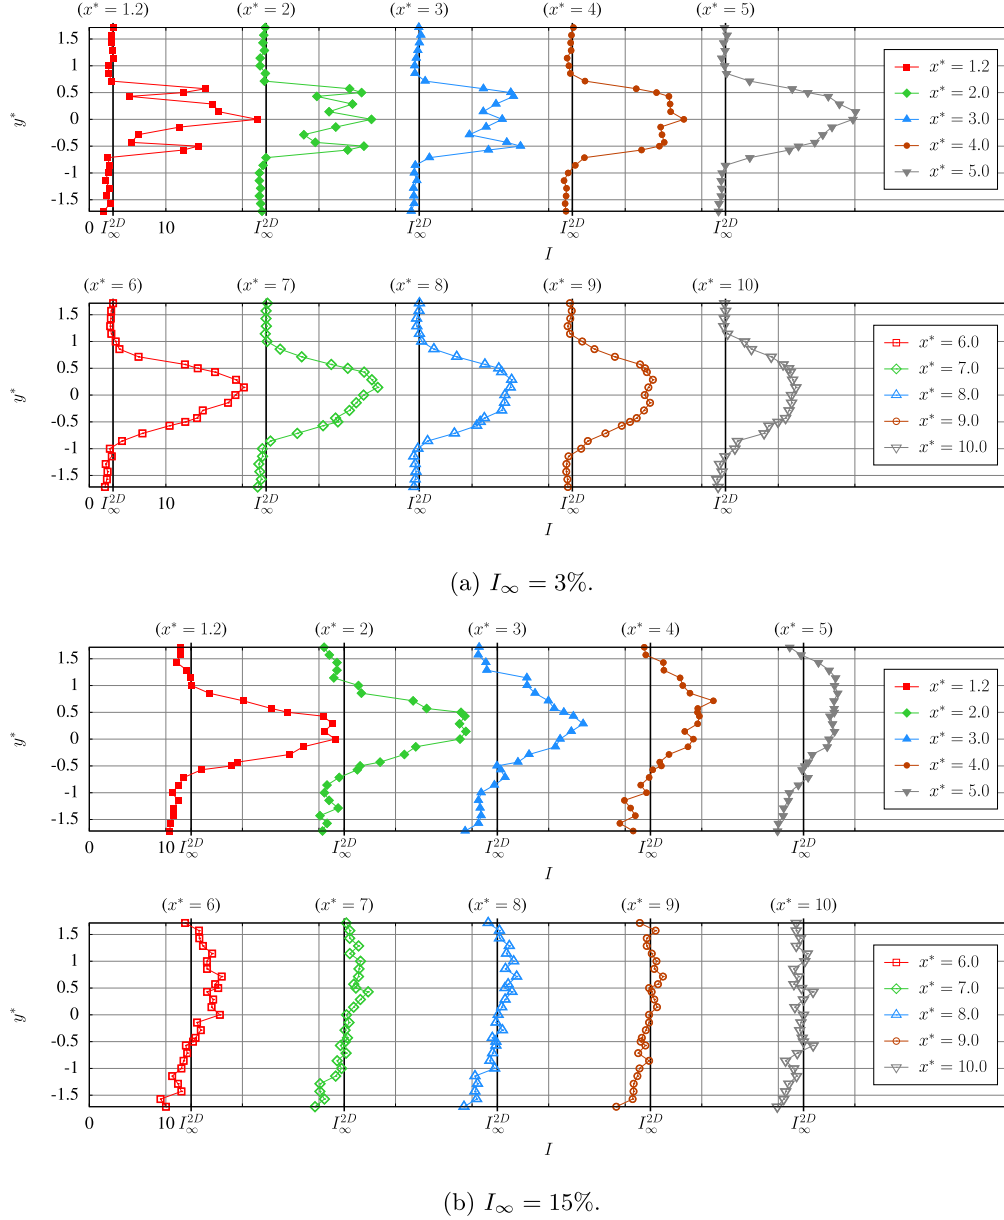 (x* = 1.2) (x* = 2) (x* = 3) (x* = 4) (x* = 5)
1.5
1
0.5
0
-0.5
-1
-1.5
y*
0 I∞^2D 10 I∞^2D I∞^2D I∞^2D I∞^2D
I
x* = 1.2
x* = 2.0
x* = 3.0
x* = 4.0
x* = 5.0
(x* = 6) (x* = 7) (x* = 8) (x* = 9) (x* = 10)
1.5
1
0.5
0
-0.5
-1
-1.5
y*
0 I∞^2D 10 I∞^2D I∞^2D I∞^2D I∞^2D
I
x* = 6.0
x* = 7.0
x* = 8.0
x* = 9.0
x* = 10.0
(a) I∞ = 3%.
(x* = 1.2) (x* = 2) (x* = 3) (x* = 4) (x* = 5)
1.5
1
0.5
0
-0.5
-1
-1.5
y*
0 10 I∞^2D I∞^2D I∞^2D I∞^2D I∞^2D
I
x* = 1.2
x* = 2.0
x* = 3.0
x* = 4.0
x* = 5.0
(x* = 6) (x* = 7) (x* = 8) (x* = 9) (x* = 10)
1.5
1
0.5
0
-0.5
-1
-1.5
y*
0 10 I∞^2D I∞^2D I∞^2D I∞^2D I∞^2D
I
x* = 6.0
x* = 7.0
x* = 8.0
x* = 9.0
x* = 10.0
(b) I∞ = 15%.